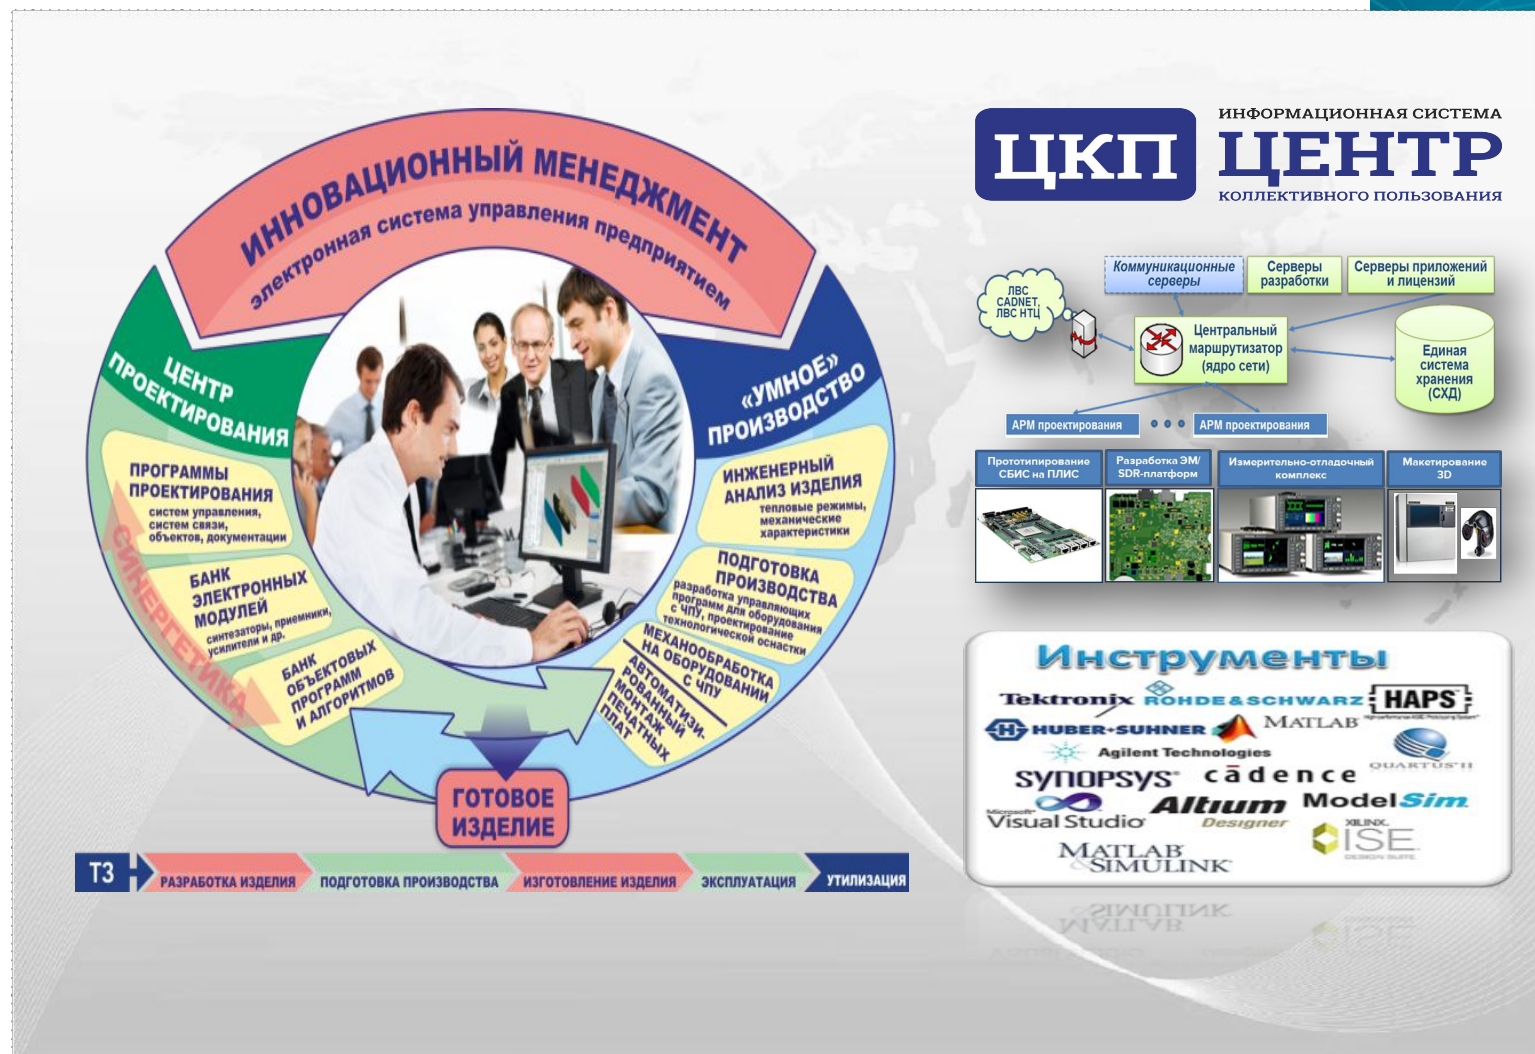 ИННОВАЦИОННЫЙ МЕНЕДЖМЕНТ
электронная система управления предприятием
ЦЕНТР
ПРОЕКТИРОВАНИЯ
ПРОГРАММЫ
ПРОЕКТИРОВАНИЯ
систем управления,
систем связи,
объектов, документации
БАНК
ЭЛЕКТРОННЫХ
МОДУЛЕЙ
синтезаторы, приемники,
усилители и др.
БАНК
ОБЪЕКТОВЫХ
ПРОГРАММ
И АЛГОРИТМОВ
СИНЕРГЕТИКА
«УМНОЕ»
ПРОИЗВОДСТВО
ИНЖЕНЕРНЫЙ
АНАЛИЗ ИЗДЕЛИЯ
тепловые режимы,
механические
характеристики
ПОДГОТОВКА
ПРОИЗВОДСТВА
разработка управляющих
программ для оборудования
с ЧПУ, проектирование
технологической оснастки
МЕХАНООБРАБОТКА
НА ОБОРУДОВАНИИ
С ЧПУ
АВТОМАТИЗИ-
РОВАННЫЙ
МОНТАЖ
ПЕЧАТНЫХ
ПЛАТ
ГОТОВОЕ
ИЗДЕЛИЕ
ТЗ
РАЗРАБОТКА ИЗДЕЛИЯ
ПОДГОТОВКА ПРОИЗВОДСТВА
ИЗГОТОВЛЕНИЕ ИЗДЕЛИЯ
ЭКСПЛУАТАЦИЯ
УТИЛИЗАЦИЯ
ЦКП
ИНФОРМАЦИОННАЯ СИСТЕМА
ЦЕНТР
КОЛЛЕКТИВНОГО ПОЛЬЗОВАНИЯ
Коммуникационные
серверы
Серверы
разработки
Серверы приложений
и лицензий
ЛВС
CADNET,
ЛВС НТЦ
Центральный
маршрутизатор
(ядро сети)
Единая
система
хранения
(СХД)
АРМ проектирования
АРМ проектирования
Прототипирование
СБИС на ПЛИС
Разработка ЭМ/
SDR-платформ
Измерительно-отладочный
комплекс
Макетирование
3D
Инструменты
Tektronix
ROHDE & SCHWARZ
HAPS
HUBER+SUHNER
MATLAB
Agilent Technologies
QUARTUS II
SYNOPSYS
cādence
Microsoft
Visual Studio
Altium
Designer
ModelSim
XILINX
ISE
DESIGN SUITE
MATLAB
&SIMULINK